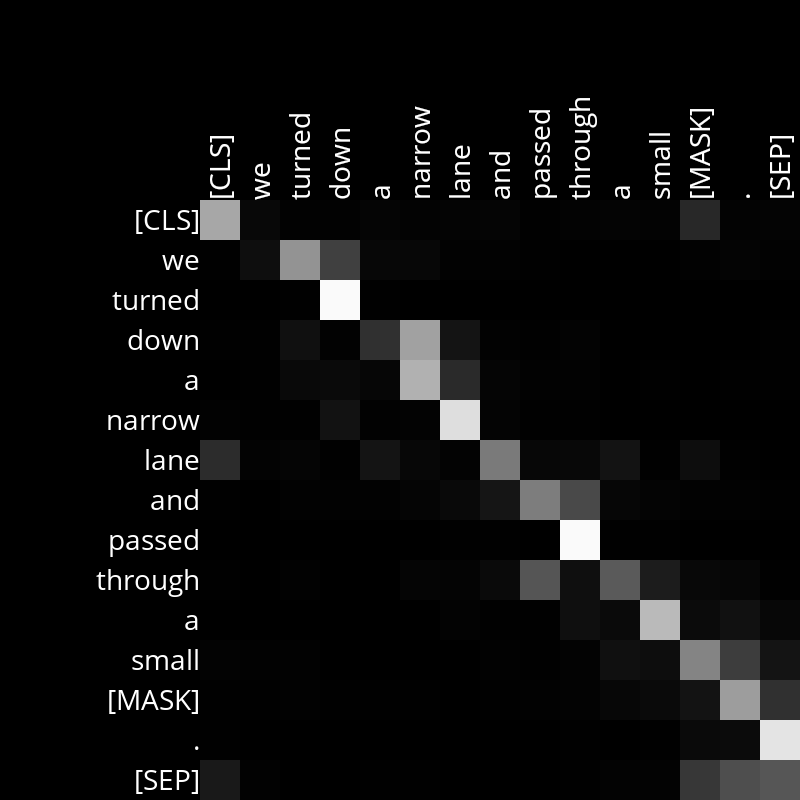 [CLS] we turned down a narrow lane and passed through a small [MASK] . [SEP]
[CLS]
we
turned
down
a
narrow
lane
and
passed
through
a
small
[MASK]
.
[SEP]